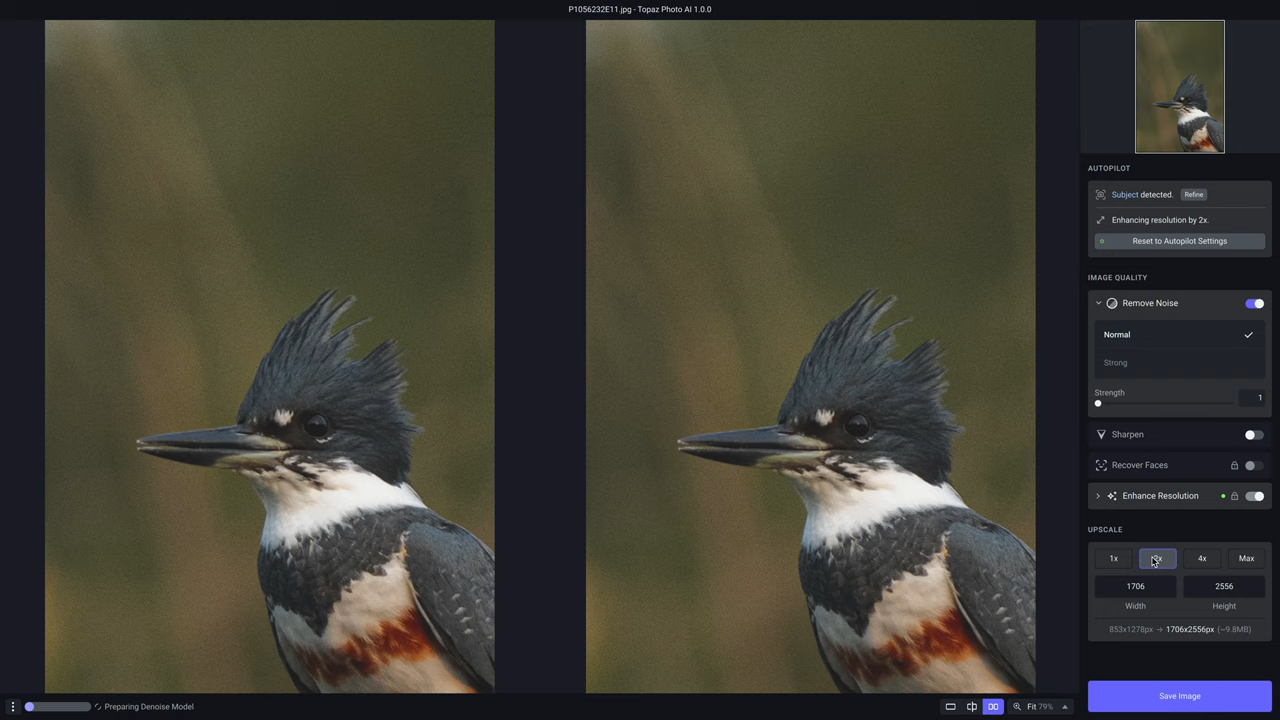 P1056232E11.jpg - Topaz Photo AI 1.0.0
AUTOPILOT
Subject detected. Refine
Enhancing resolution by 2x.
Reset to Autopilot Settings
IMAGE QUALITY
Remove Noise
Normal
Strong
Strength
1
Sharpen
Recover Faces
Enhance Resolution
UPSCALE
1x 2x 4x Max
1706 2556
Width Height
853x1278px → 1706x2556px (~9.8MB)
Save Image
Preparing Denoise Model
Fit 79%